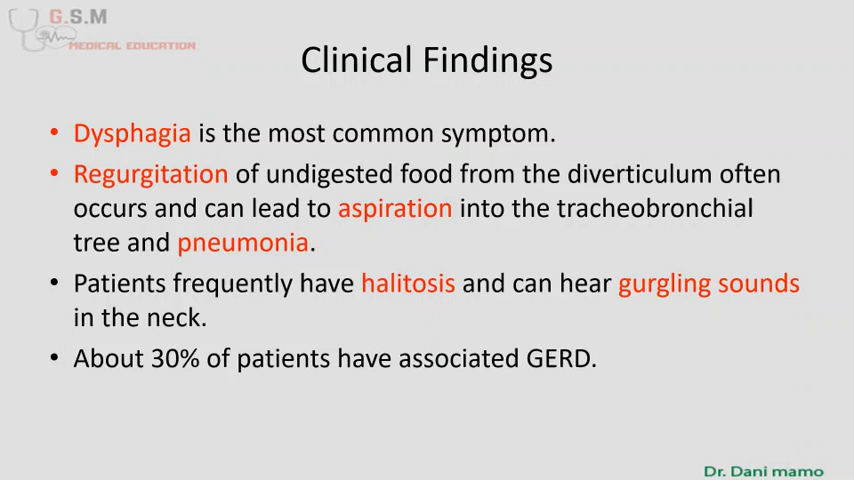 G.S.M
MEDICAL EDUCATION
Clinical Findings
• Dysphagia is the most common symptom.
• Regurgitation of undigested food from the diverticulum often
occurs and can lead to aspiration into the tracheobronchial
tree and pneumonia.
• Patients frequently have halitosis and can hear gurgling sounds
in the neck.
• About 30% of patients have associated GERD.
Dr. Dani mamo